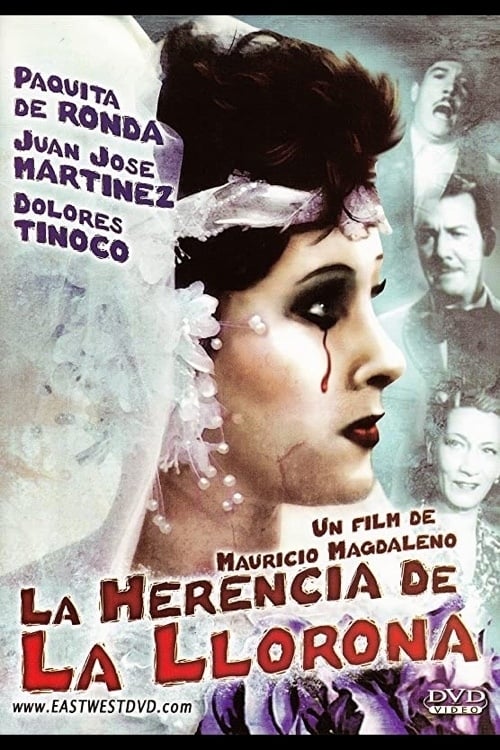 PAQUITA
DE RONDA
JUAN JOSE
MARTINEZ
DOLORES
TINOCO
UN FILM DE
MAURICIO MAGDALENO
LA HERENCIA DE
LA LLORONA
WWW.EASTWESTDVD.com
DVD
VIDEO